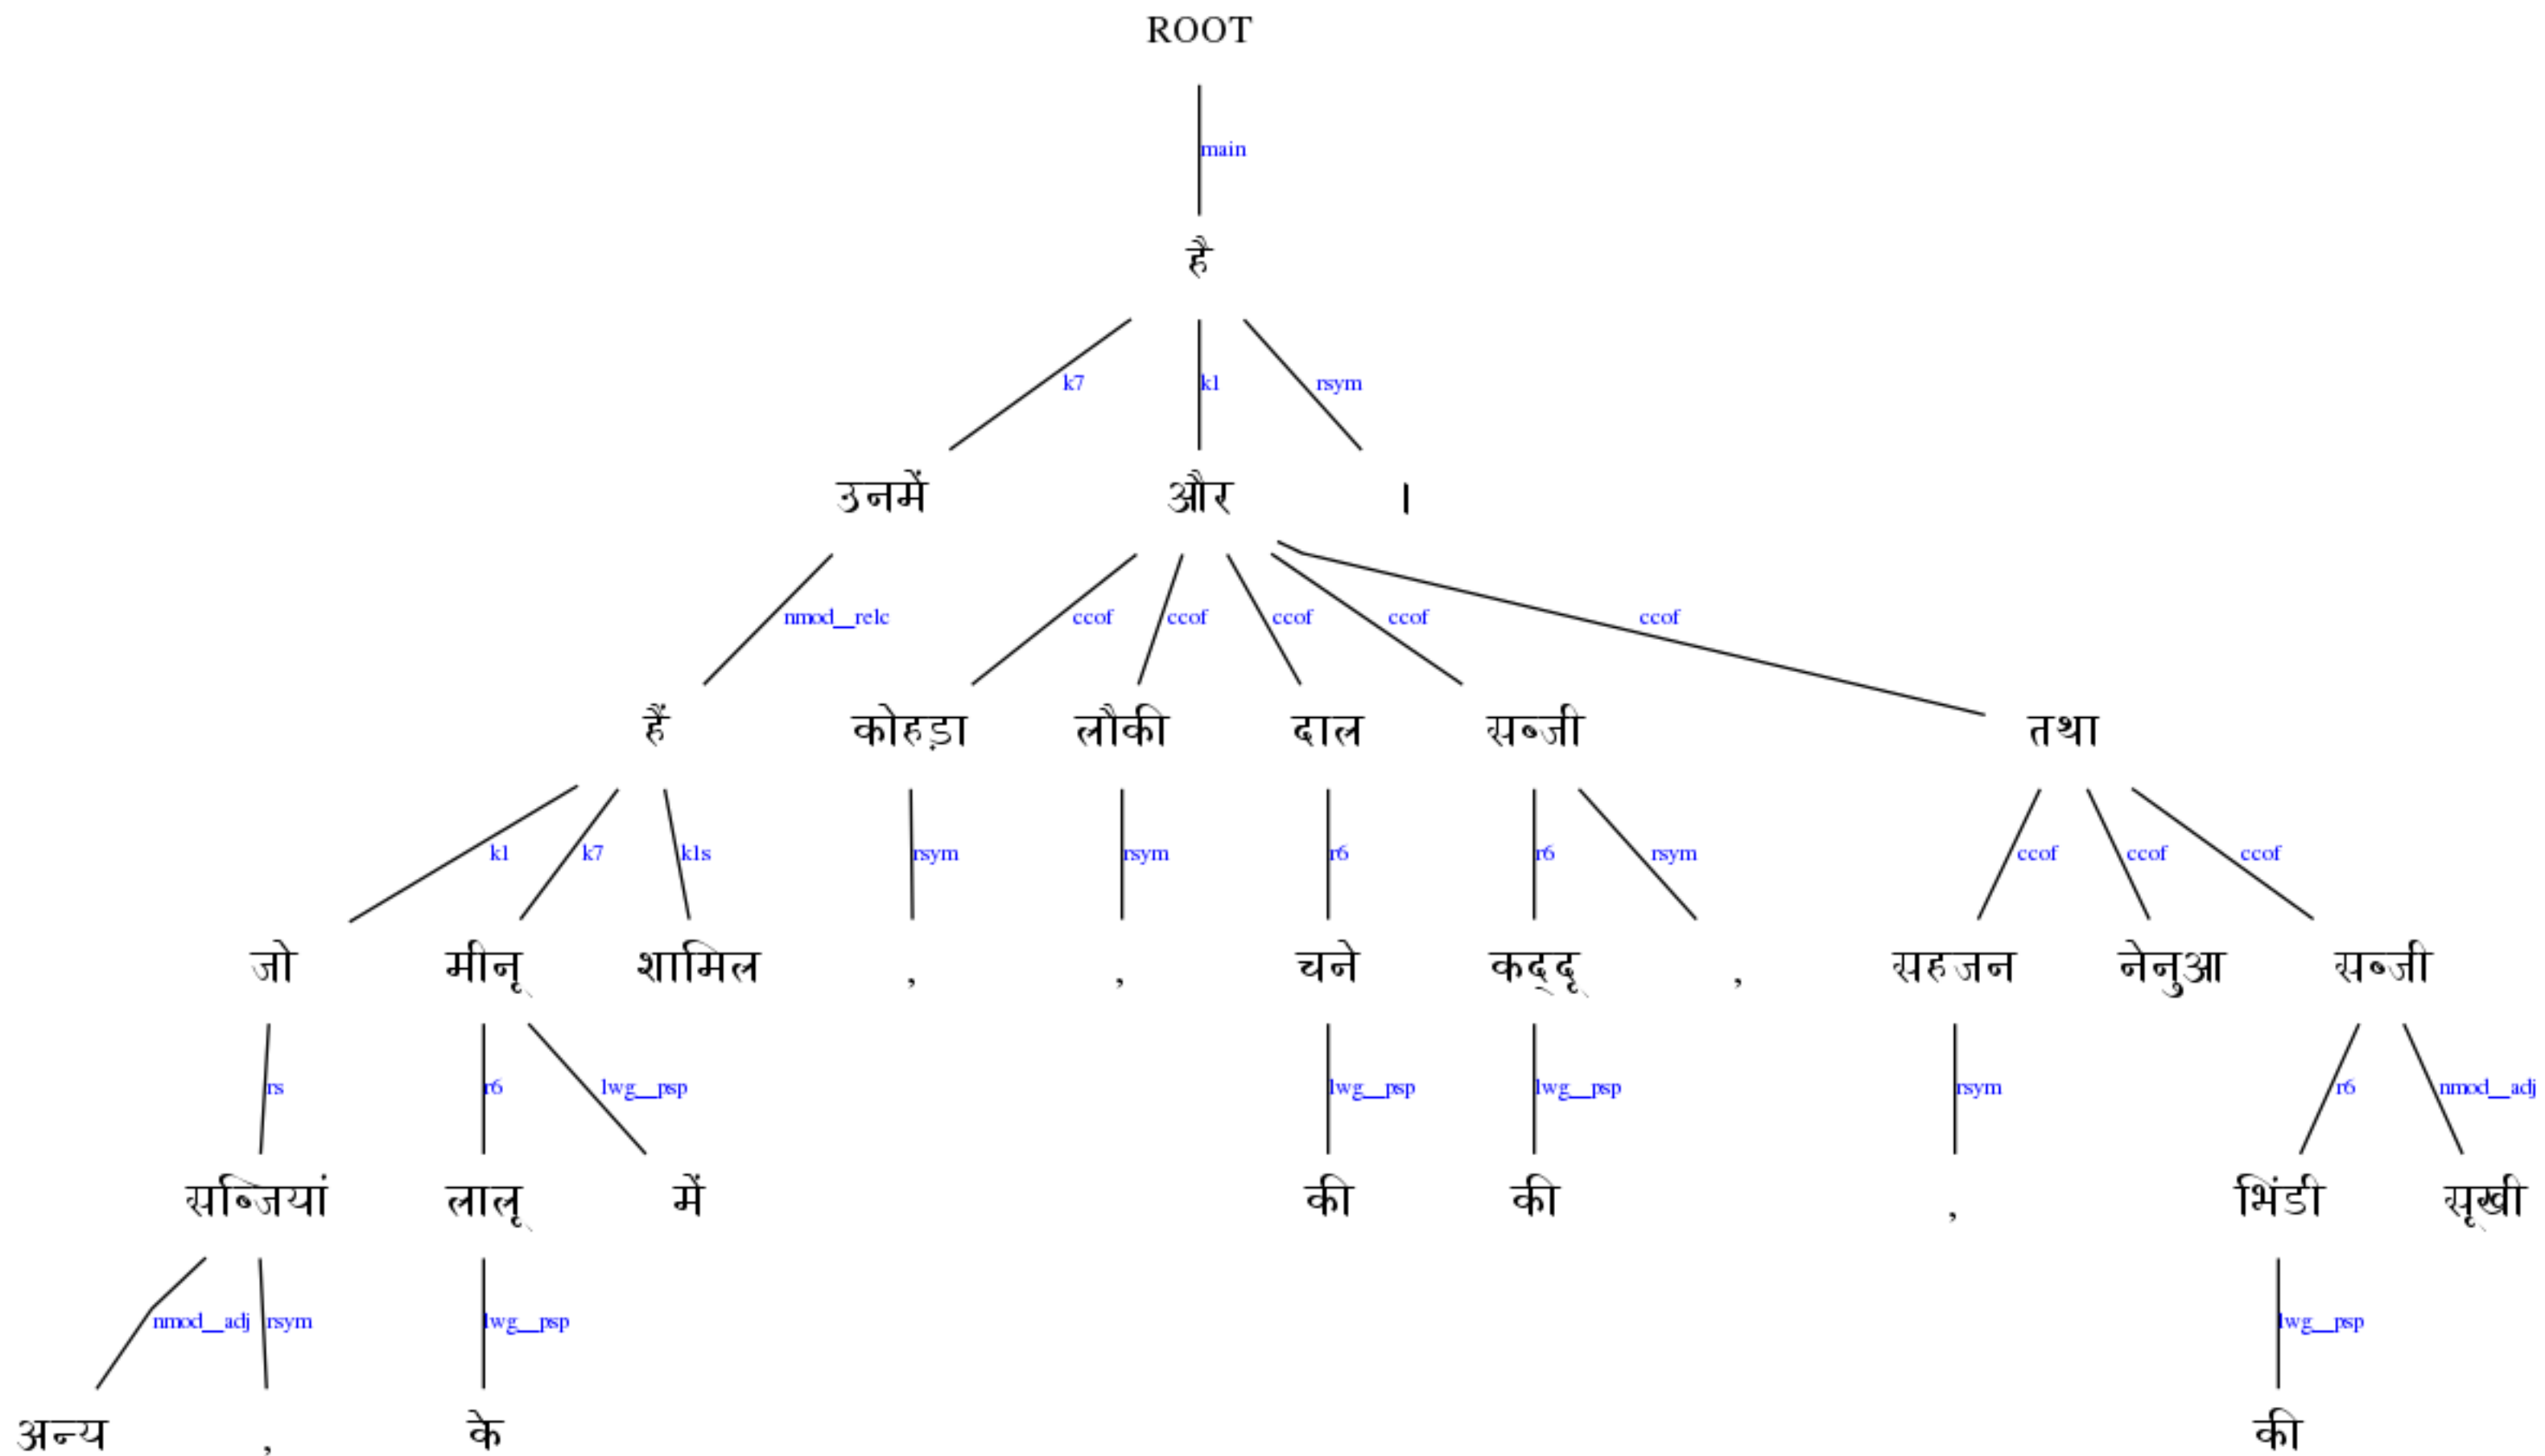 ROOT
main
है
k7 k1 rsym
उनमें और ।
nmod__relc ccof ccof ccof ccof ccof
हैं कोहड़ा लौकी दाल सब्जी तथा
k1 k7 k1s rsym rsym r6 r6 rsym ccof ccof ccof
जो मीनू शामिल , , चने कद्दू , सहजन नेनुआ सब्जी
rs r6 lwg__psp lwg__psp lwg__psp rsym r6 nmod__adj
सब्जियां लालू में की की , भिंडी सूखी
nmod__adj rsym lwg__psp lwg__psp
अन्य , के की